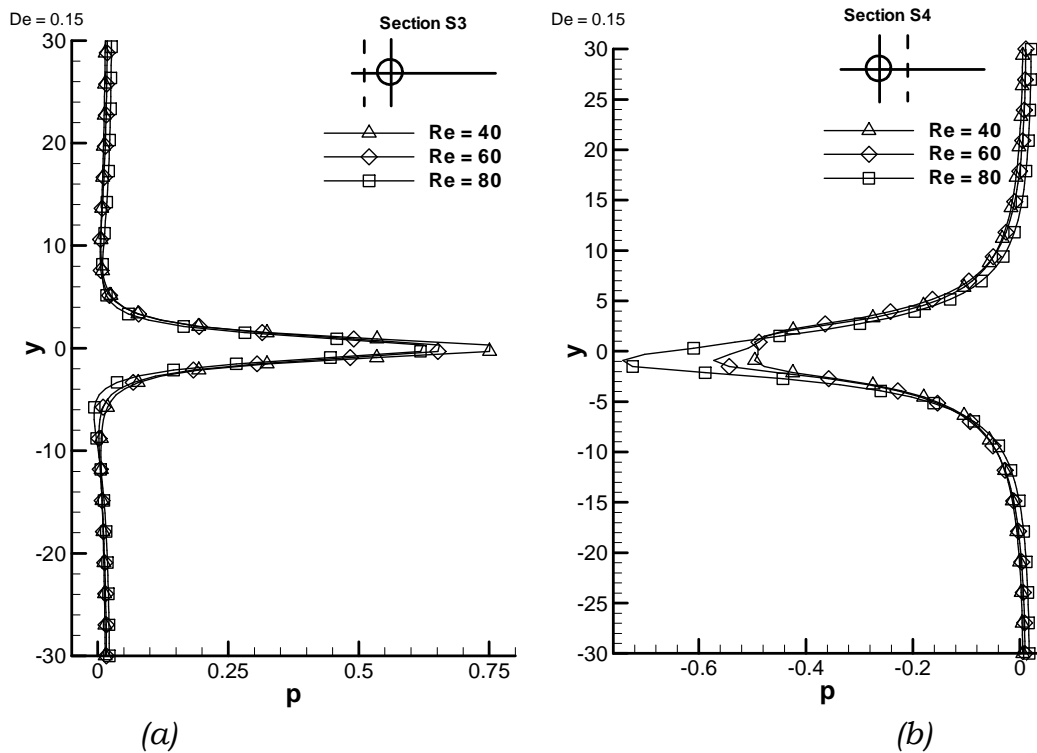 De = 0.15
Section S3
Re = 40
Re = 60
Re = 80
30
20
10
0
-10
-20
-30
y
0
0.25
0.5
0.75
p
(a)
De = 0.15
Section S4
Re = 40
Re = 60
Re = 80
30
25
20
15
10
5
0
-5
-10
-15
-20
-25
-30
y
-0.6
-0.4
-0.2
0
p
(b)